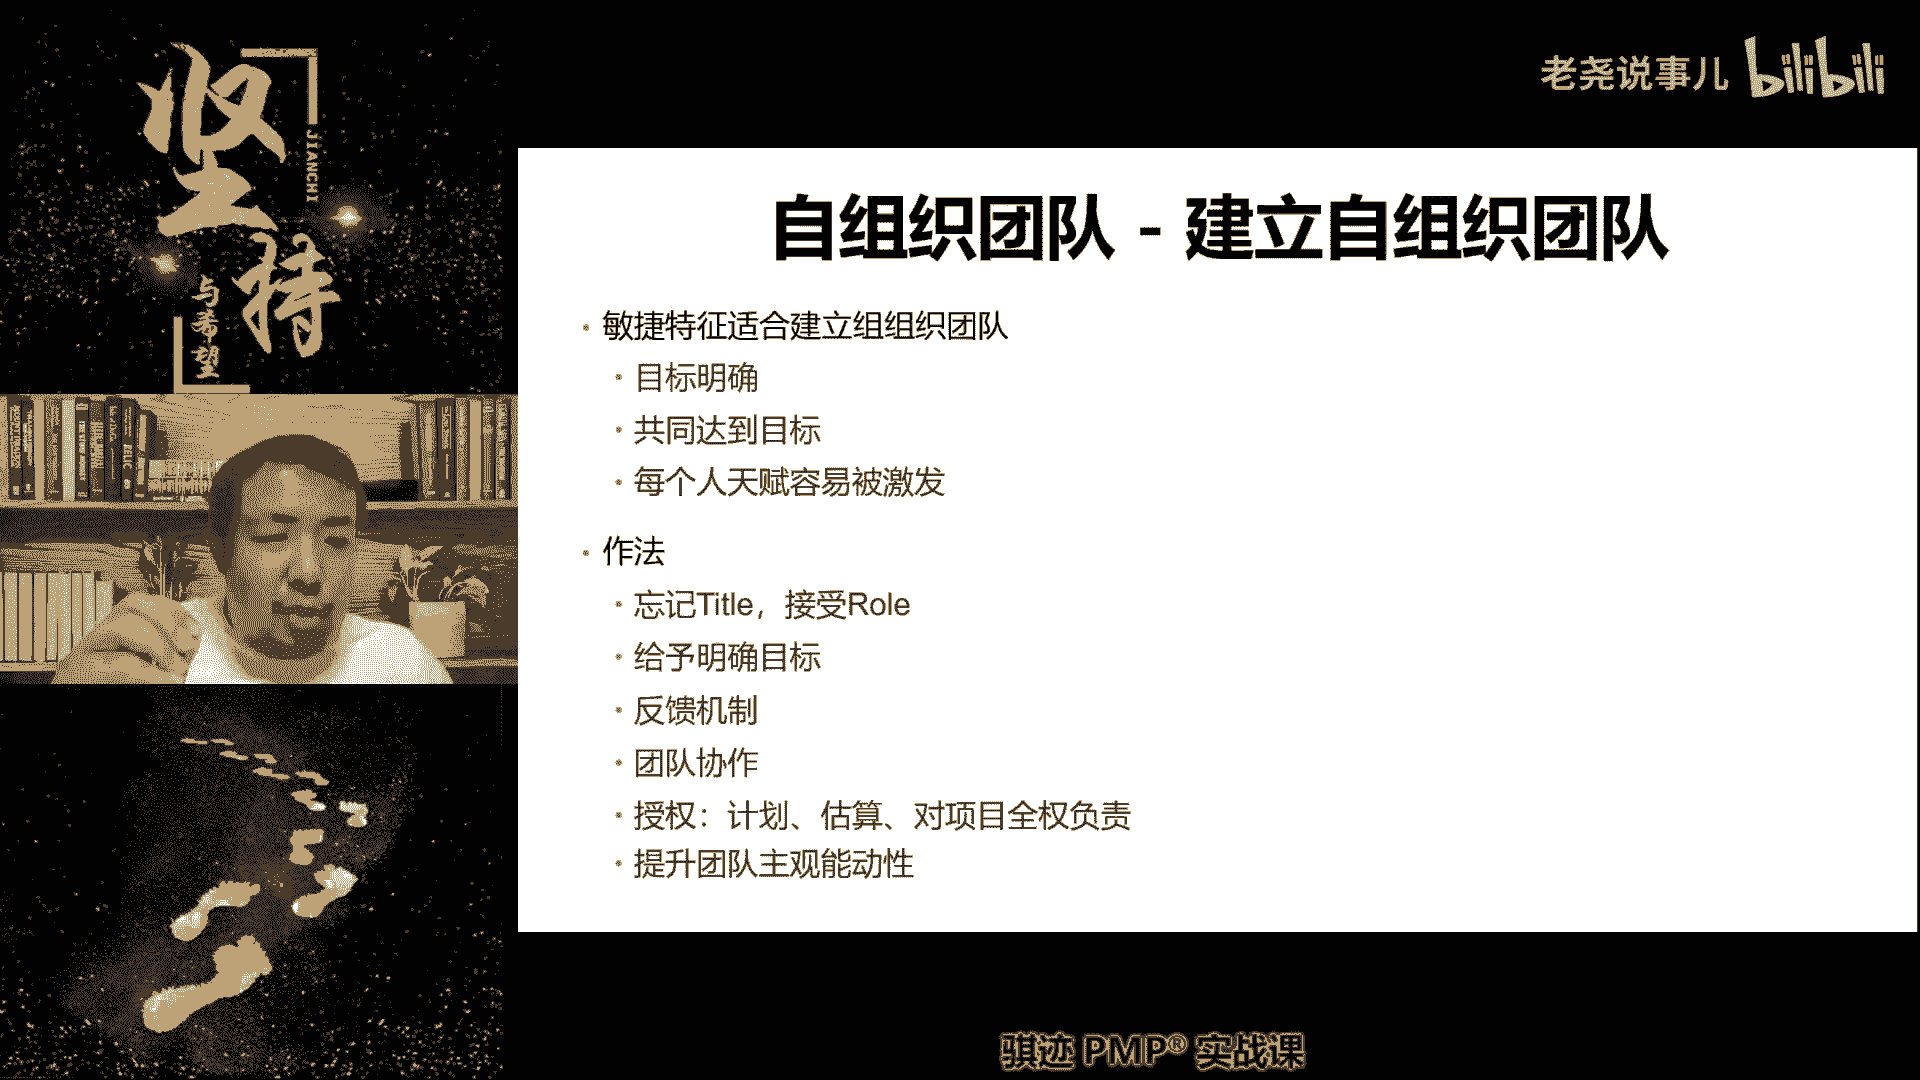 坚持
JIANCHI
与希望
老尧说事儿 bilibili
自组织团队 - 建立自组织团队
敏捷特征适合建立组组织团队
目标明确
共同达到目标
每个人天赋容易被激发
作法
忘记Title，接受Role
给予明确目标
反馈机制
团队协作
授权：计划、估算、对项目全权负责
提升团队主观能动性
骐迹 PMP® 实战课